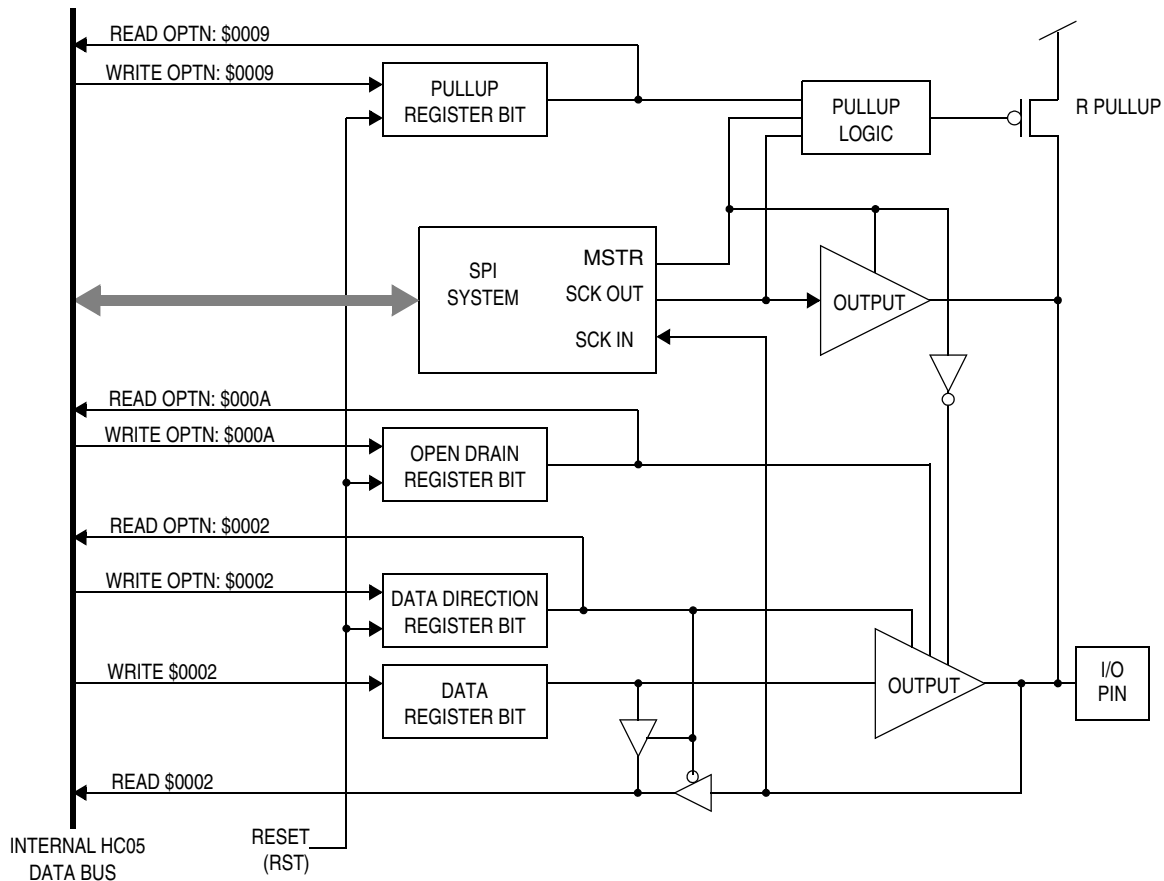 READ OPTN: $0009
WRITE OPTN: $0009
PULLUP
REGISTER BIT
PULLUP
LOGIC
R PULLUP
SPI
SYSTEM
MSTR
SCK OUT
SCK IN
OUTPUT
READ OPTN: $000A
WRITE OPTN: $000A
OPEN DRAIN
REGISTER BIT
READ OPTN: $0002
WRITE OPTN: $0002
DATA DIRECTION
REGISTER BIT
WRITE $0002
DATA
REGISTER BIT
OUTPUT
I/O
PIN
READ $0002
INTERNAL HC05
DATA BUS
RESET
(RST)